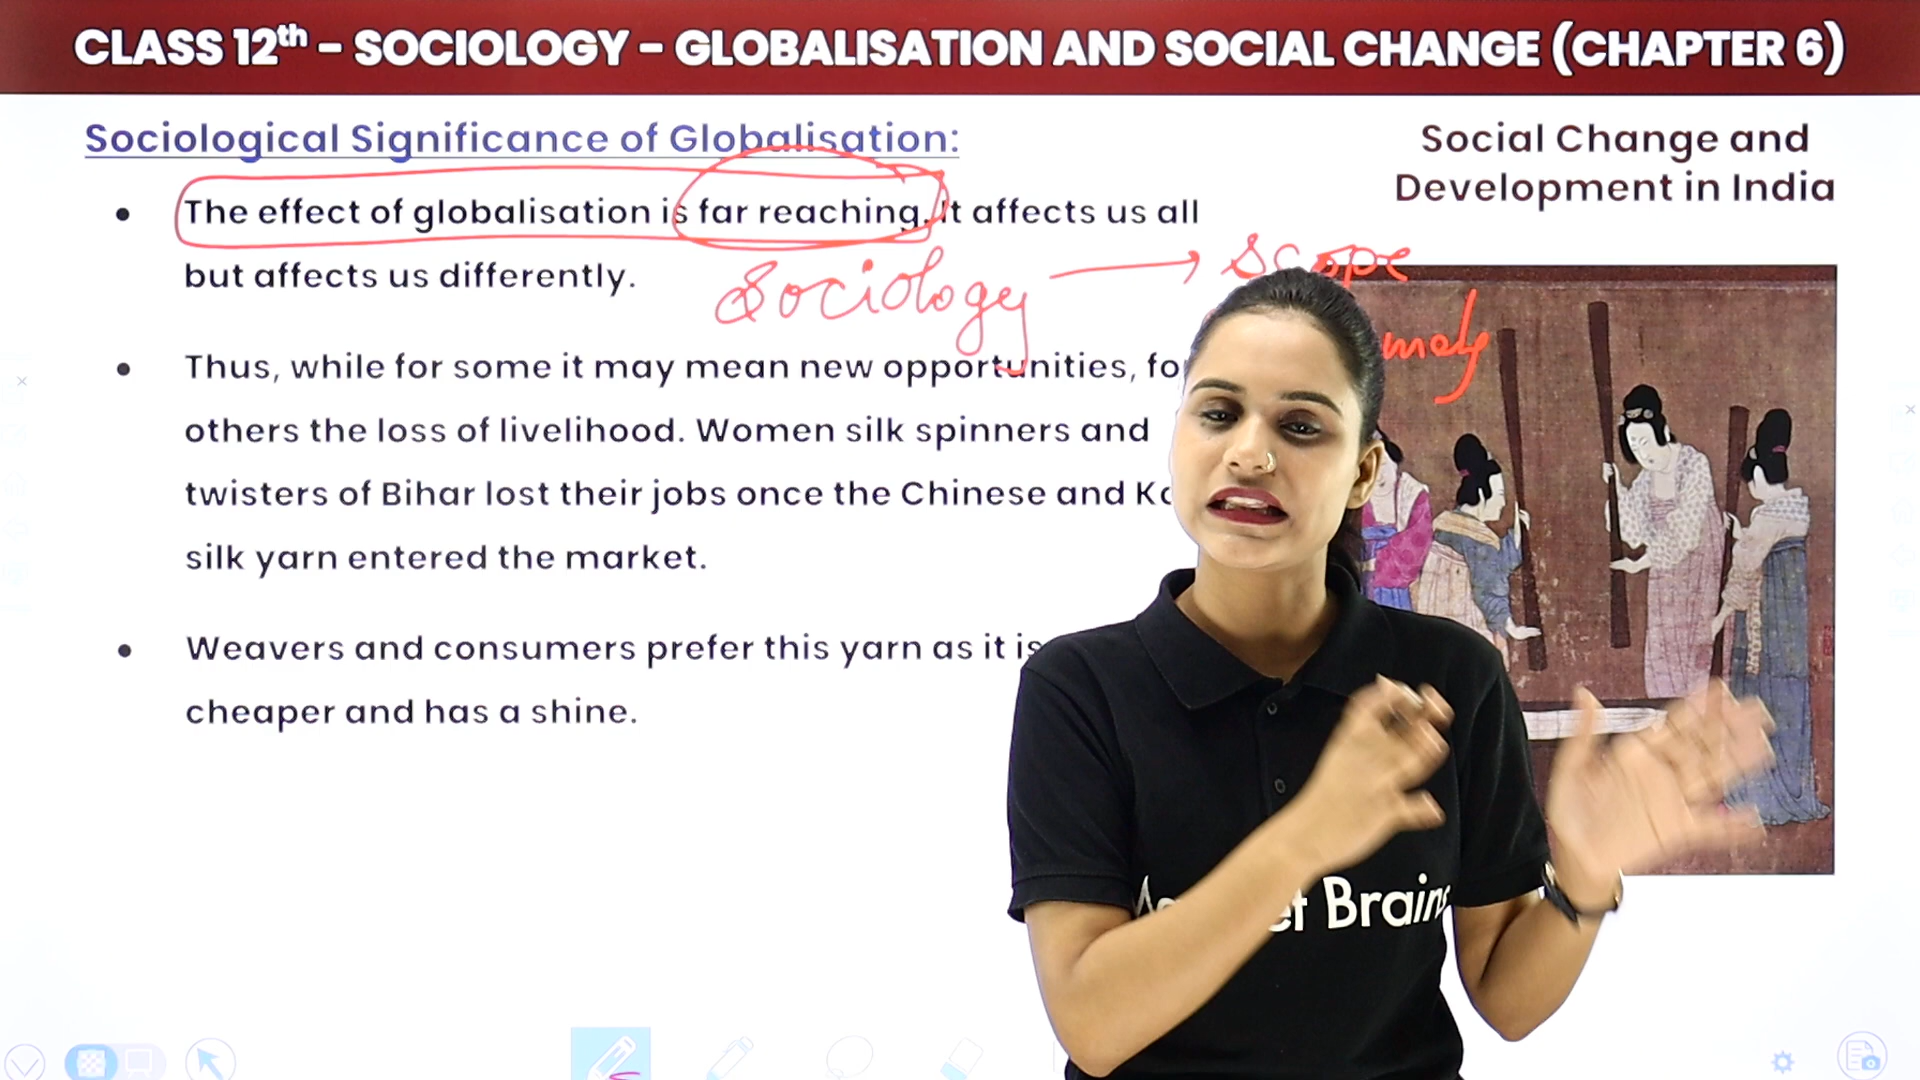 CLASS 12th – SOCIOLOGY – GLOBALISATION AND SOCIAL CHANGE (CHAPTER 6)
Sociological Significance of Globalisation:
Social Change and
Development in India
• The effect of globalisation is far reaching. It affects us all
but affects us differently.
Sociology → Scope
• Thus, while for some it may mean new opportunities,
others the loss of livelihood. Women silk spinners and
twisters of Bihar lost their jobs once the Chinese and
silk yarn entered the market.
• Weavers and consumers prefer this yarn as it is
cheaper and has a shine.
Brains